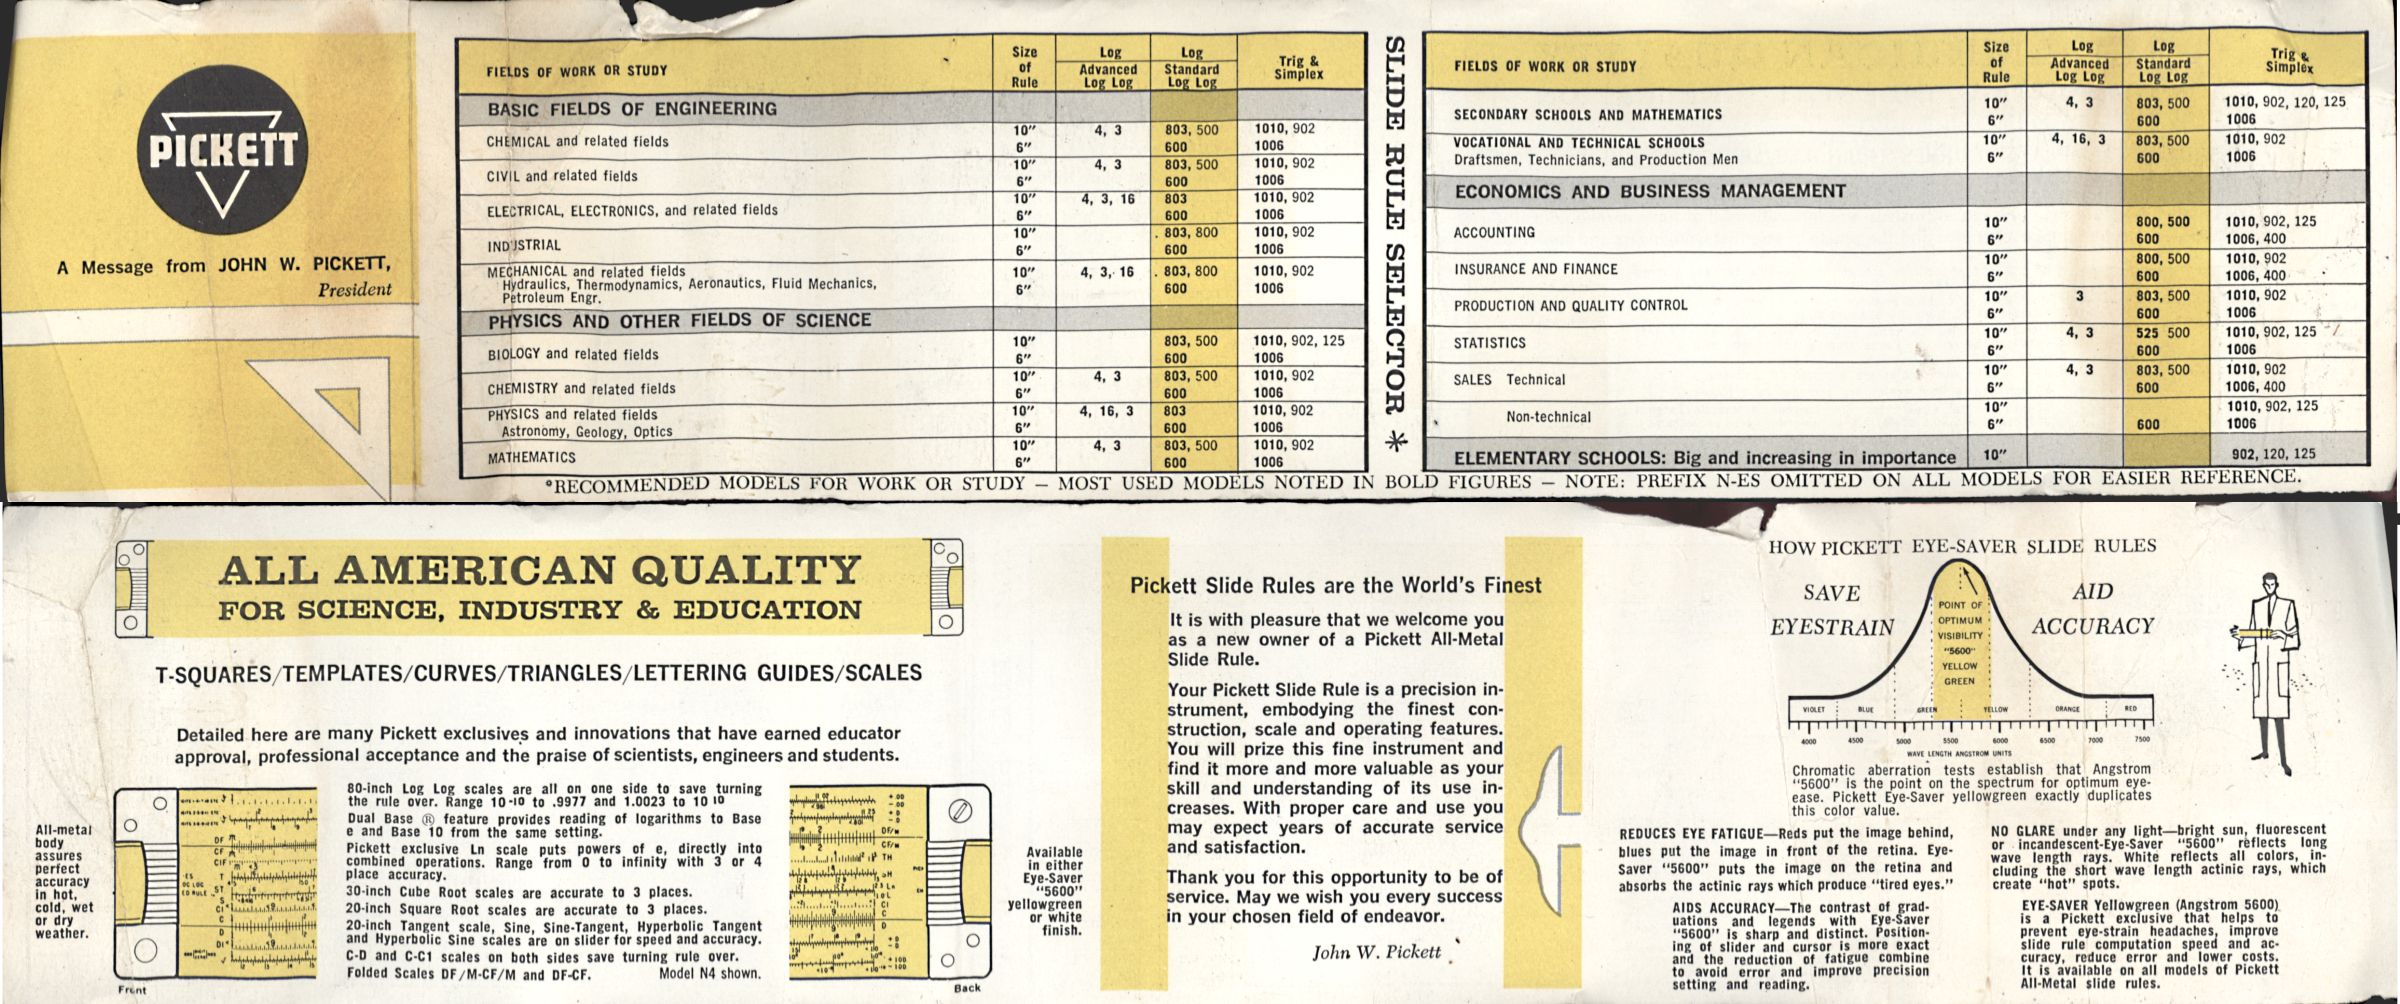 PICKETT
A Message from JOHN W. PICKETT,
President
FIELDS OF WORK OR STUDY Size of Rule Log Advanced Log Log Log Standard Log Log Trig & Simplex
BASIC FIELDS OF ENGINEERING
CHEMICAL and related fields 10″ 4, 3 803, 500 1010, 902
6″ 600 1006
CIVIL and related fields 10″ 4, 3 803, 500 1010, 902
6″ 600 1006
ELECTRICAL, ELECTRONICS, and related fields 10″ 4, 3, 16 803 1010, 902
6″ 600 1006
INDUSTRIAL 10″ 803, 800 1010, 902
6″ 600 1006
MECHANICAL and related fields 10″ 4, 3, 16 803, 800 1010, 902
Hydraulics, Thermodynamics, Aeronautics, Fluid Mechanics, 6″ 600 1006
Petroleum Engr.
PHYSICS AND OTHER FIELDS OF SCIENCE
BIOLOGY and related fields 10″ 803, 500 1010, 902, 125
6″ 600 1006
CHEMISTRY and related fields 10″ 4, 3 803, 500 1010, 902
6″ 600 1006
PHYSICS and related fields 10″ 4, 16, 3 803 1010, 902
Astronomy, Geology, Optics 6″ 600 1006
MATHEMATICS 10″ 4, 3 803, 500 1010, 902
6″ 600 1006
SLIDE RULE SELECTOR *
FIELDS OF WORK OR STUDY Size of Rule Log Advanced Log Log Log Standard Log Log Trig & Simplex
SECONDARY SCHOOLS AND MATHEMATICS 10″ 4, 3 803, 500 1010, 902, 120, 125
6″ 600 1006
VOCATIONAL AND TECHNICAL SCHOOLS 10″ 4, 16, 3 803, 500 1010, 902
Draftsmen, Technicians, and Production Men 6″ 600 1006
ECONOMICS AND BUSINESS MANAGEMENT
ACCOUNTING 10″ 800, 500 1010, 902, 125
6″ 600 1006, 400
INSURANCE AND FINANCE 10″ 800, 500 1010, 902
6″ 600 1006, 400
PRODUCTION AND QUALITY CONTROL 10″ 3 803, 500 1010, 902
6″ 600 1006
STATISTICS 10″ 4, 3 525 500 1010, 902, 125
6″ 600 1006
SALES Technical 10″ 4, 3 803, 500 1010, 902
6″ 600 1006, 400
Non-technical 10″ 1010, 902, 125
6″ 600 1006
ELEMENTARY SCHOOLS: Big and increasing in importance 10″ 902, 120, 125
*RECOMMENDED MODELS FOR WORK OR STUDY — MOST USED MODELS NOTED IN BOLD FIGURES — NOTE: PREFIX N-ES OMITTED ON ALL MODELS FOR EASIER REFERENCE.
ALL AMERICAN QUALITY
FOR SCIENCE, INDUSTRY & EDUCATION
T-SQUARES/TEMPLATES/CURVES/TRIANGLES/LETTERING GUIDES/SCALES
Detailed here are many Pickett exclusives and innovations that have earned educator
approval, professional acceptance and the praise of scientists, engineers and students.
All-metal
body
assures
perfect
accuracy
in hot,
cold, wet
or dry
weather.
Front
80-inch Log Log scales are all on one side to save turning
the rule over. Range 10-10 to .9977 and 1.0023 to 10 10
Dual Base ® feature provides reading of logarithms to Base
e and Base 10 from the same setting.
Pickett exclusive Ln scale puts powers of e, directly into
combined operations. Range from 0 to infinity with 3 or 4
place accuracy.
30-inch Cube Root scales are accurate to 3 places.
20-inch Square Root scales are accurate to 3 places.
20-inch Tangent scale, Sine, Sine-Tangent, Hyperbolic Tangent
and Hyperbolic Sine scales are on slider for speed and accuracy.
C-D and C-C1 scales on both sides save turning rule over.
Folded Scales DF/M-CF/M and DF-CF. Model N4 shown.
Back
Available
in either
Eye-Saver
"5600"
yellowgreen
or white
finish.
Pickett Slide Rules are the World's Finest
It is with pleasure that we welcome you
as a new owner of a Pickett All-Metal
Slide Rule.
Your Pickett Slide Rule is a precision in-
strument, embodying the finest con-
struction, scale and operating features.
You will prize this fine instrument and
find it more and more valuable as your
skill and understanding of its use in-
creases. With proper care and use you
may expect years of accurate service
and satisfaction.
Thank you for this opportunity to be of
service. May we wish you every success
in your chosen field of endeavor.
John W. Pickett
HOW PICKETT EYE-SAVER SLIDE RULES
SAVE
EYESTRAIN
AID
ACCURACY
POINT OF
OPTIMUM
VISIBILITY
"5600"
YELLOW
GREEN
VIOLET BLUE GREEN YELLOW ORANGE RED
4000 4500 5000 5500 6000 6500 7000 7500
WAVE LENGTH ANGSTROM UNITS
Chromatic aberration tests establish that Angstrom
"5600" is the point on the spectrum for optimum eye-
ease. Pickett Eye-Saver yellowgreen exactly duplicates
this color value.
REDUCES EYE FATIGUE—Reds put the image behind,
blues put the image in front of the retina. Eye-
Saver "5600" puts the image on the retina and
absorbs the actinic rays which produce "tired eyes."
AIDS ACCURACY—The contrast of grad-
uations and legends with Eye-Saver
"5600" is sharp and distinct. Position-
ing of slider and cursor is more exact
and the reduction of fatigue combine
to avoid error and improve precision
setting and reading.
NO GLARE under any light—bright sun, fluorescent
or incandescent-Eye-Saver "5600" reflects long
wave length rays. White reflects all colors, in-
cluding the short wave length actinic rays, which
create "hot" spots.
EYE-SAVER Yellowgreen (Angstrom 5600)
is a Pickett exclusive that helps to
prevent eye-strain headaches, improve
slide rule computation speed and ac-
curacy, reduce error and lower costs.
It is available on all models of Pickett
All-Metal slide rules.